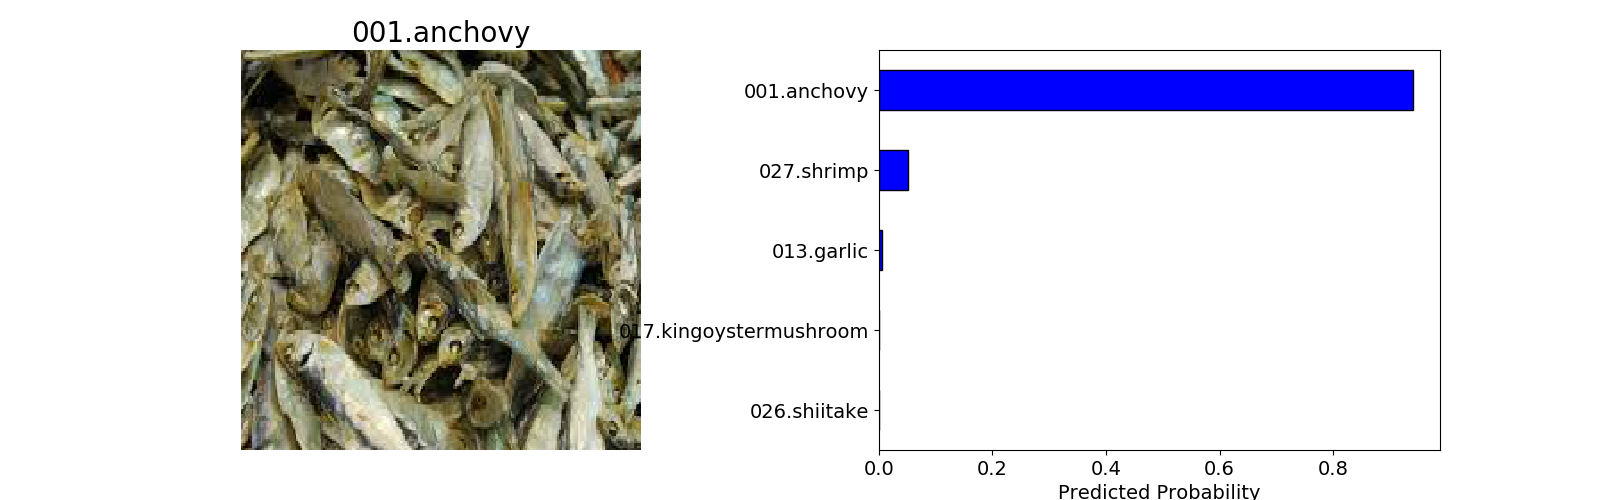 001.anchovy
001.anchovy
027.shrimp
013.garlic
017.kingoystermushroom
026.shiitake
0.0 0.2 0.4 0.6 0.8
Predicted Probability